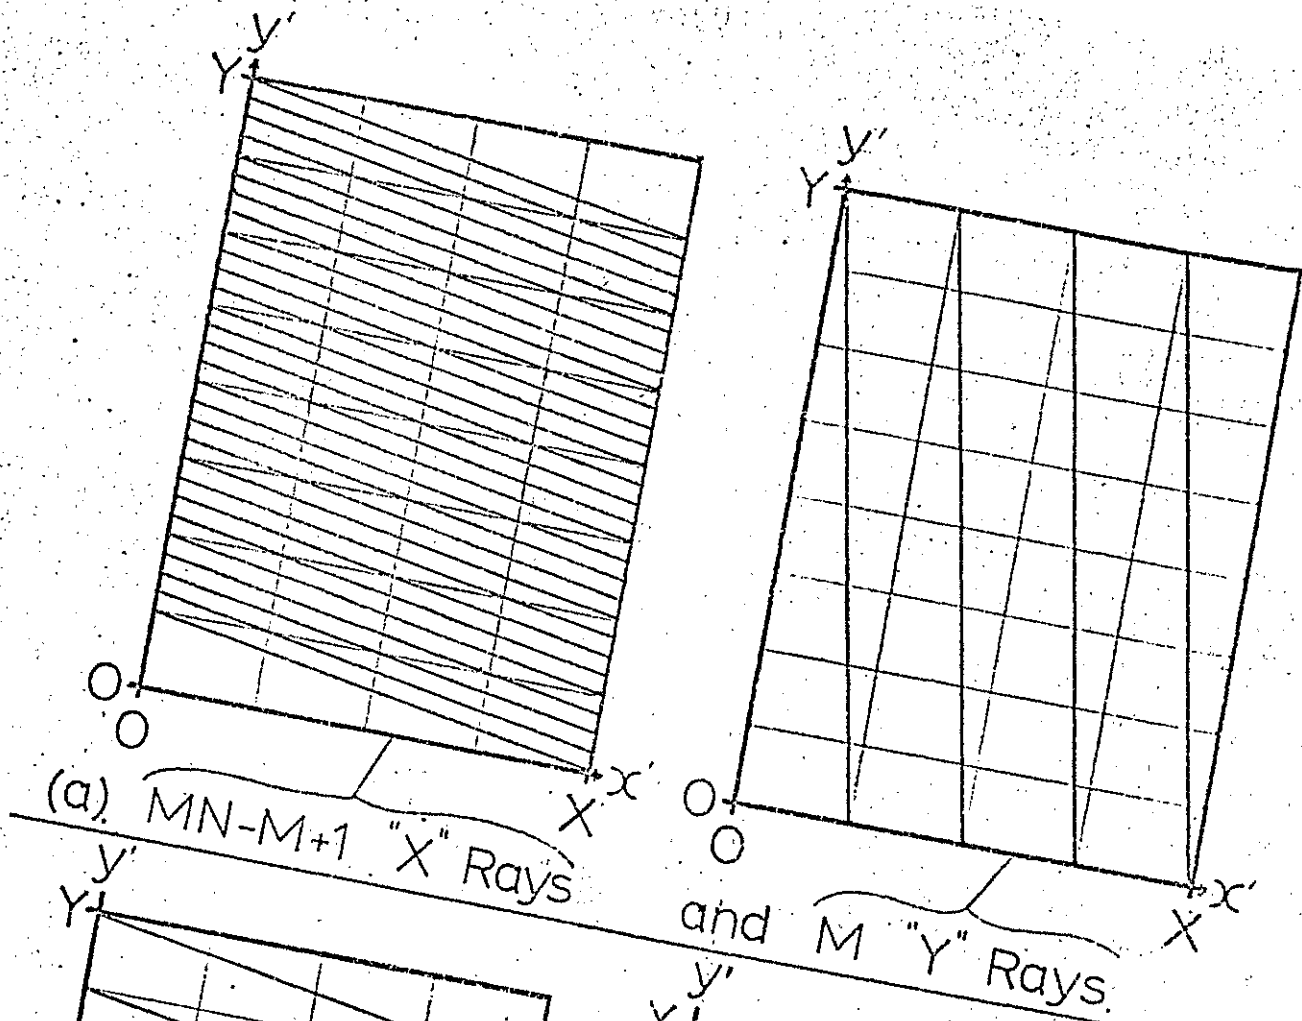 y'
Y
O
O
X
x'
(a). MN-M+1 "X" Rays
y'
Y
O
O
X
x'
and M "Y" Rays.
y'
Y
y'
Y